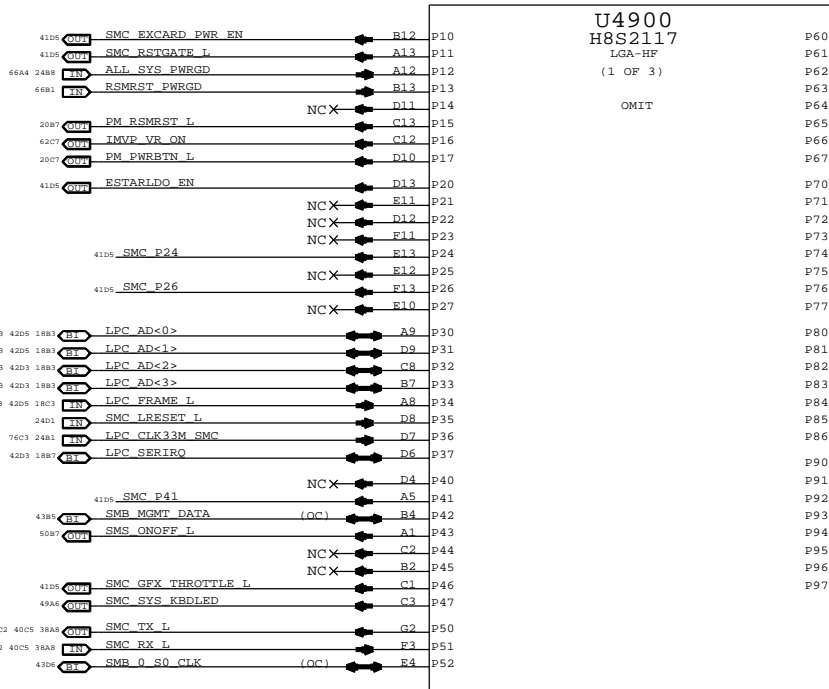 U4900
H8S2117
LGA-HF
(1 OF 3)
OMIT
41D5 OUT SMC_EXCARD_PWR_EN B12 P10 P60
41D5 OUT SMC_RSTGATE_L A13 P11 P61
66A4 24B8 IN ALL_SYS_PWRGD A12 P12 P62
66B1 IN RSMRST_PWRGD B13 P13 P63
NC D11 P14 P64
20B7 OUT PM_RSMRST_L C13 P15 P65
62C7 OUT IMVP_VR_ON C12 P16 P66
20C7 OUT PM_PWRBTN_L D10 P17 P67
41D5 OUT ESTARLDO_EN D13 P20 P70
NC E11 P21 P71
NC D12 P22 P72
NC F11 P23 P73
41D5 SMC_P24 E13 P24 P74
NC E12 P25 P75
41D5 SMC_P26 F13 P26 P76
NC E10 P27 P77
3 42D5 18B3 BI LPC_AD<0> A9 P30 P80
3 42D5 18B3 BI LPC_AD<1> D9 P31 P81
3 42D3 18B3 BI LPC_AD<2> C8 P32 P82
3 42D3 18B3 BI LPC_AD<3> B7 P33 P83
42D5 18C3 IN LPC_FRAME_L A8 P34 P84
24D1 IN SMC_LRESET_L D8 P35 P85
76C3 24B1 IN LPC_CLK33M_SMC D7 P36 P86
42D3 18B7 BI LPC_SERIRQ D6 P37
P90
NC D4 P40 P91
41D5 SMC_P41 A5 P41 P92
43B5 BI SMB_MGMT_DATA (OC) B4 P42 P93
50B7 OUT SMS_ONOFF_L A1 P43 P94
NC C2 P44 P95
NC B2 P45 P96
41D5 OUT SMC_GFX_THROTTLE_L C1 P46 P97
49A6 OUT SMC_SYS_KBDLED C3 P47
C2 40C5 38A8 OUT SMC_TX_L G2 P50
2 40C5 38A8 IN SMC_RX_L F3 P51
43D6 BI SMB_0_S0_CLK (OC) E4 P52